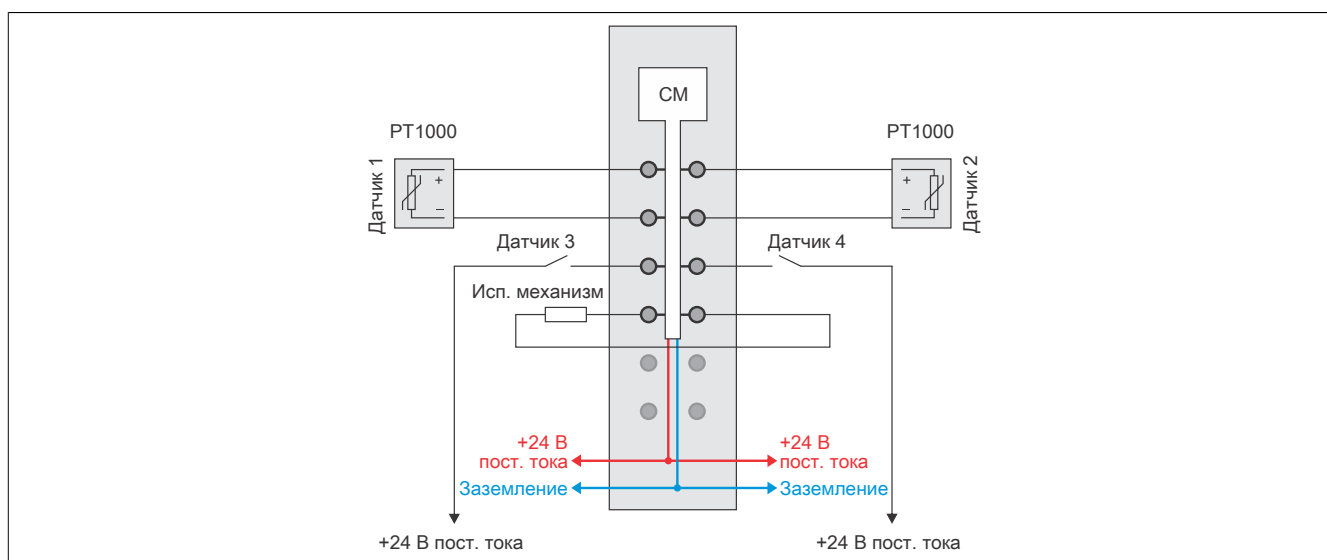 СМ
PT1000
PT1000
Датчик 1
+
−
+
−
Датчик 2
Датчик 3
Датчик 4
Исп. механизм
+24 В
пост. тока
+24 В
пост. тока
Заземление
Заземление
+24 В пост. тока
+24 В пост. тока